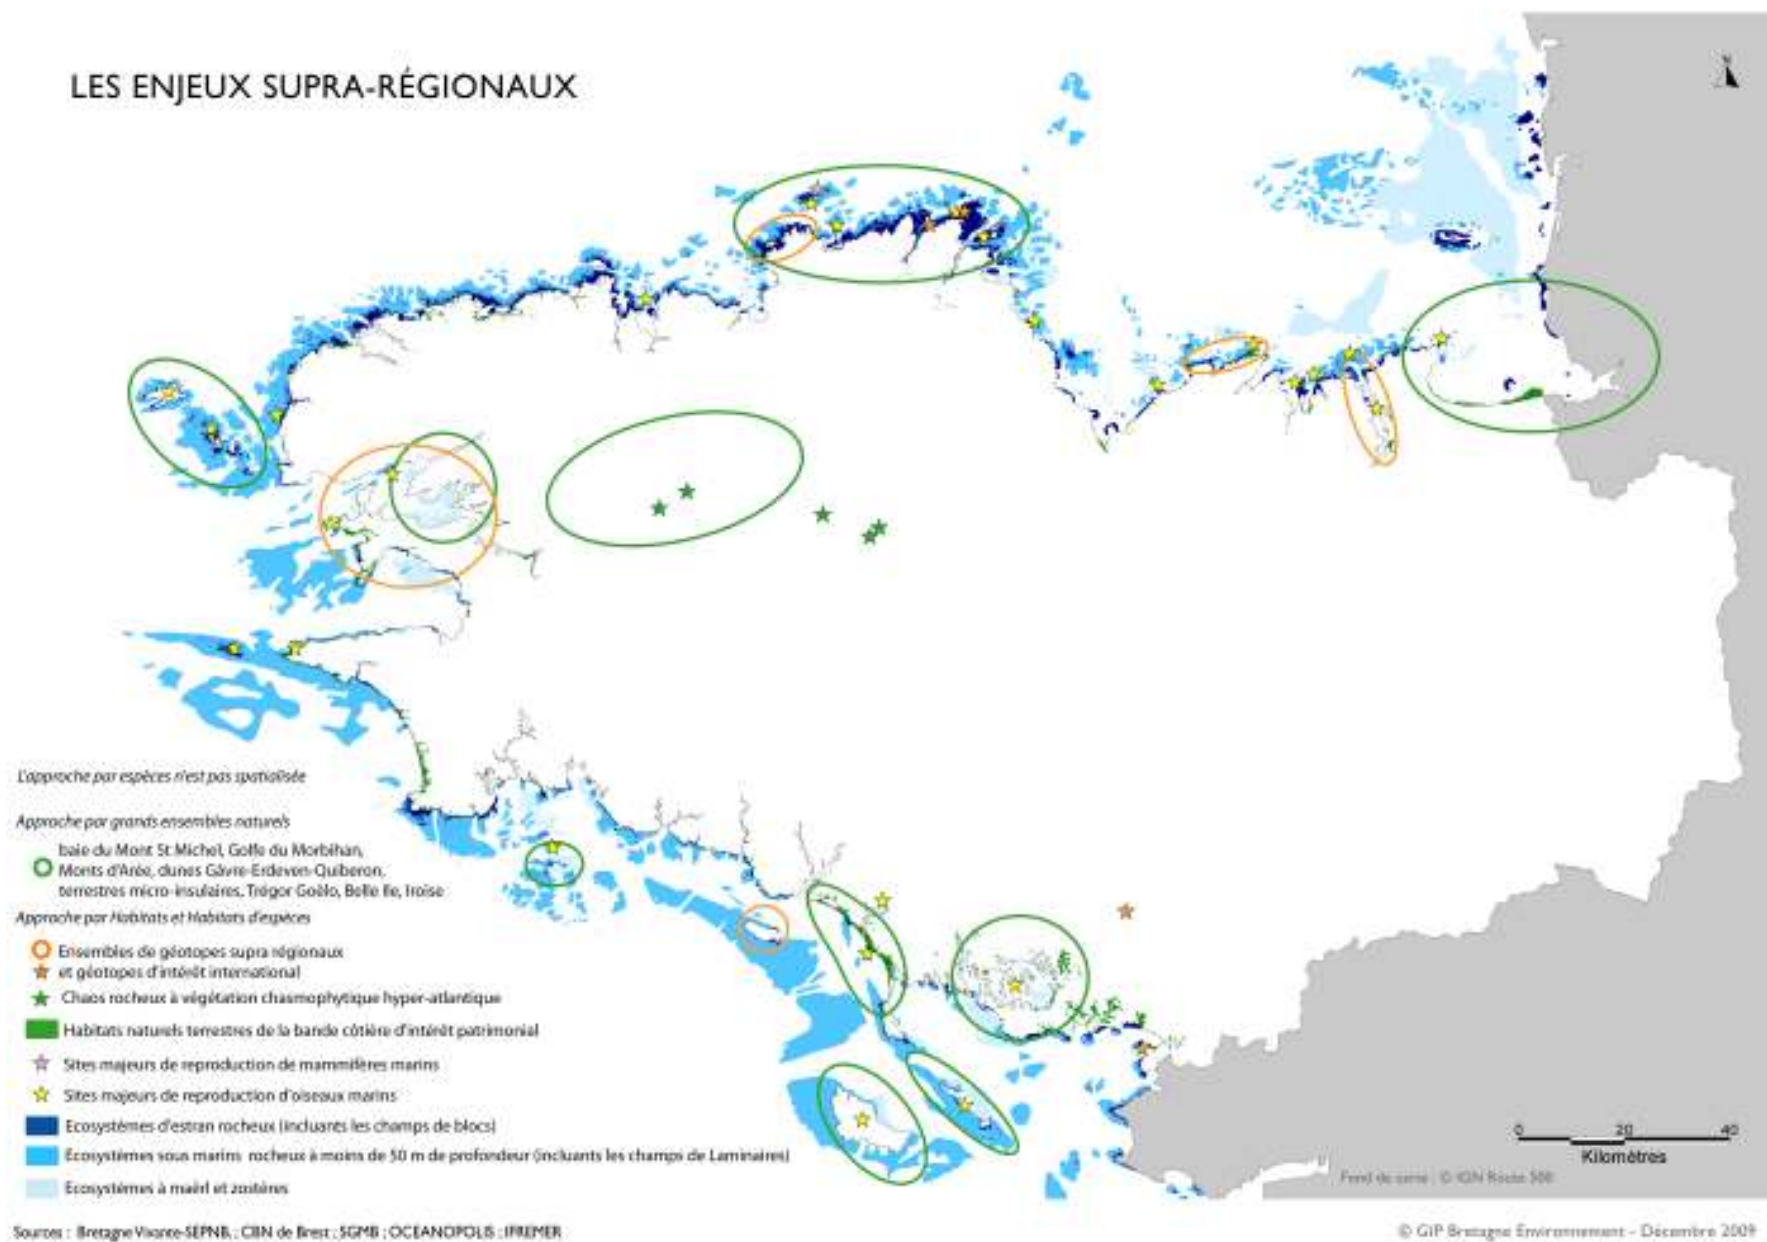 LES ENJEUX SUPRA-RÉGIONAUX
N
L'approche par espèces n'est pas spatialisée
Approche par grands ensembles naturels
baie du Mont St Michel, Golfe du Morbihan,
Monts d'Arée, dunes Gâvre-Erdeven-Quiberon,
terrestres micro-insulaires, Trégor Goëlo, Belle Ile, Iroise
Approche par Habitats et Habitats d'espèces
Ensembles de géotopes supra régionaux
et géotopes d'intérêt international
Chaos rocheux à végétation chasmophytique hyper-atlantique
Habitats naturels terrestres de la bande côtière d'intérêt patrimonial
Sites majeurs de reproduction de mammifères marins
Sites majeurs de reproduction d'oiseaux marins
Ecosystèmes d'estran rocheux (incluants les champs de blocs)
Écosystèmes sous marins rocheux à moins de 50 m de profondeur (incluants les champs de Laminaires)
Ecosystèmes à maërl et zostères
0 20 40
Kilomètres
Fond de carte : © IGN Route 500
Sources : Bretagne Vivante-SEPNB, ; CBN de Brest ; SGMB ; OCEANOPOLIS ; IFREMER
© GIP Bretagne Environnement - Décembre 2009